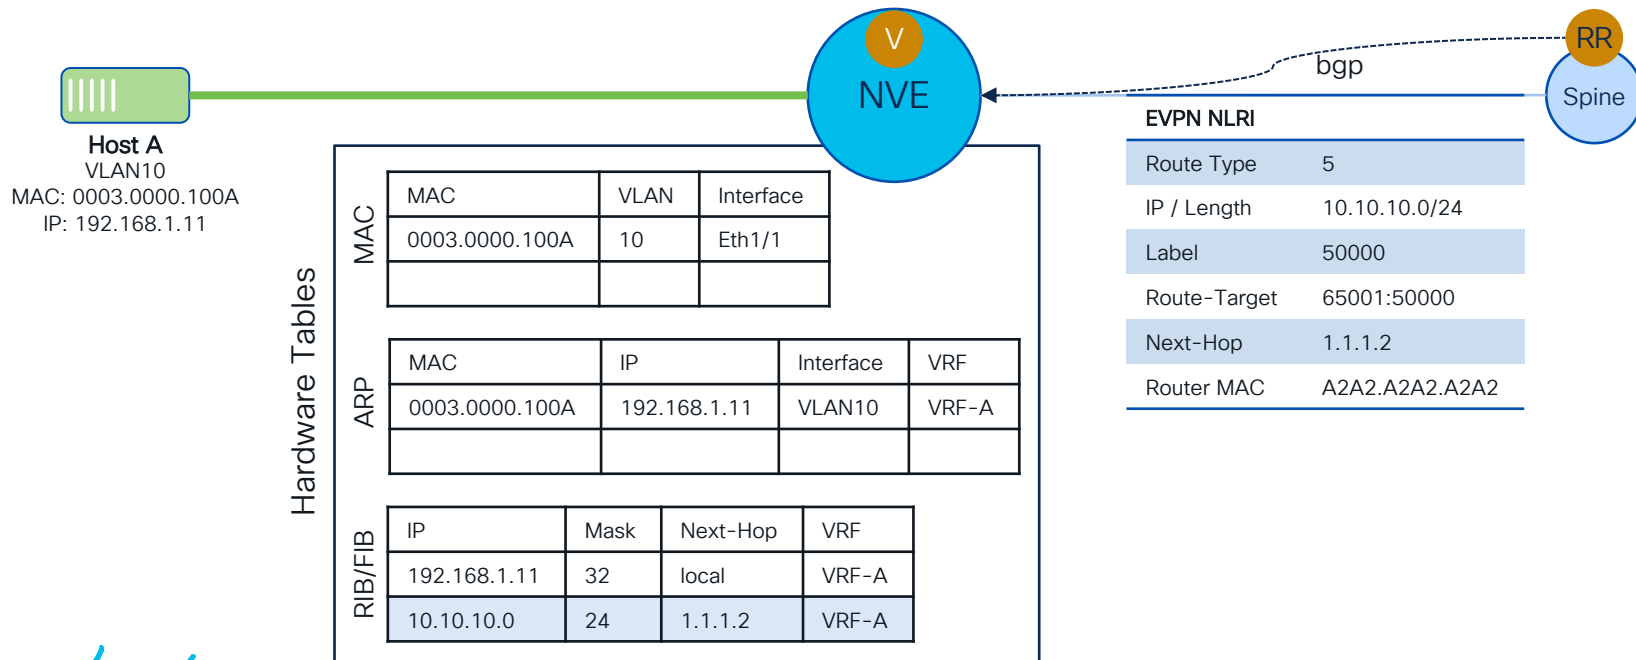 V
NVE
RR
Spine
bgp
Host A
VLAN10
MAC: 0003.0000.100A
IP: 192.168.1.11
Hardware Tables
MAC
MAC VLAN Interface
0003.0000.100A 10 Eth1/1
ARP
MAC IP Interface VRF
0003.0000.100A 192.168.1.11 VLAN10 VRF-A
RIB/FIB
IP Mask Next-Hop VRF
192.168.1.11 32 local VRF-A
10.10.10.0 24 1.1.1.2 VRF-A
EVPN NLRI
Route Type 5
IP / Length 10.10.10.0/24
Label 50000
Route-Target 65001:50000
Next-Hop 1.1.1.2
Router MAC A2A2.A2A2.A2A2